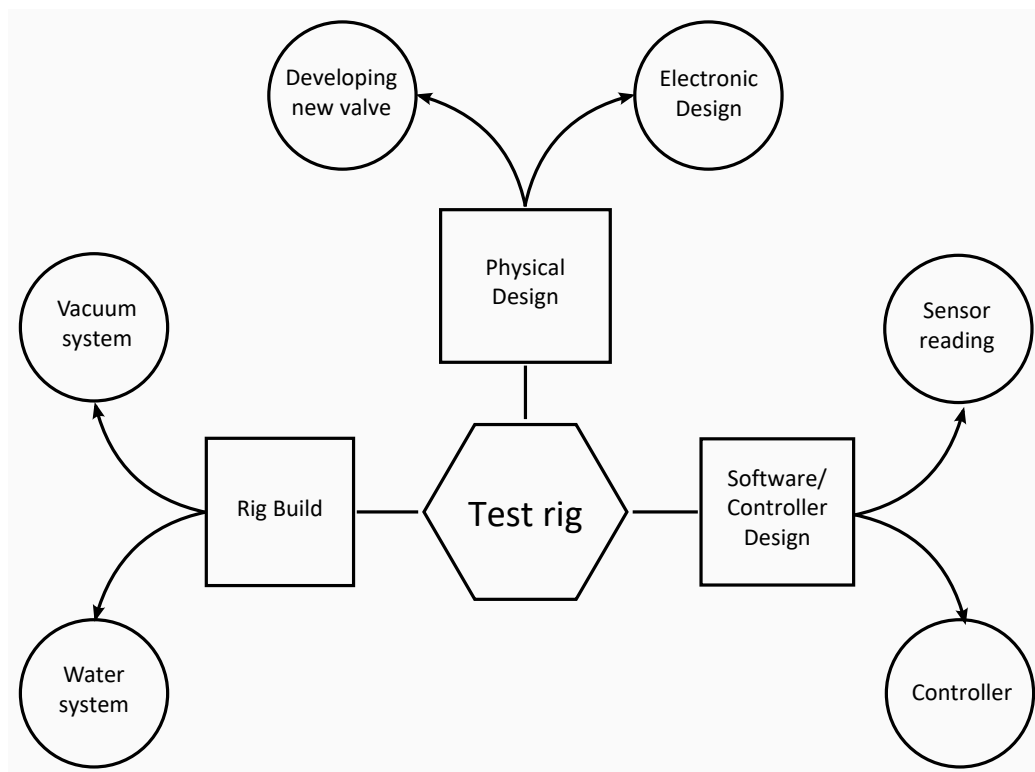 Developing
new valve
Electronic
Design
Physical
Design
Vacuum
system
Sensor
reading
Rig Build
Test rig
Software/
Controller
Design
Water
system
Controller